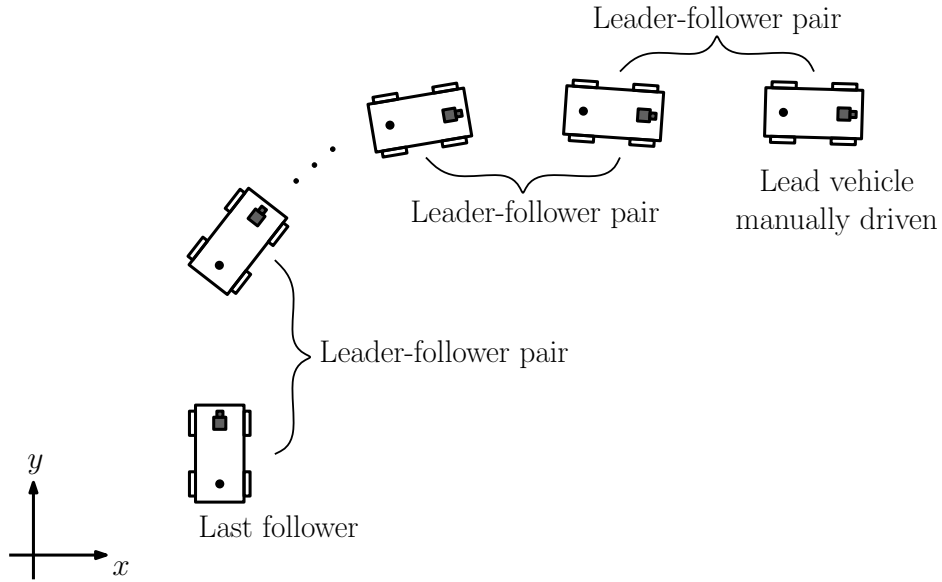 Leader-follower pair
Lead vehicle
manually driven
Leader-follower pair
Leader-follower pair
Last follower
y
x